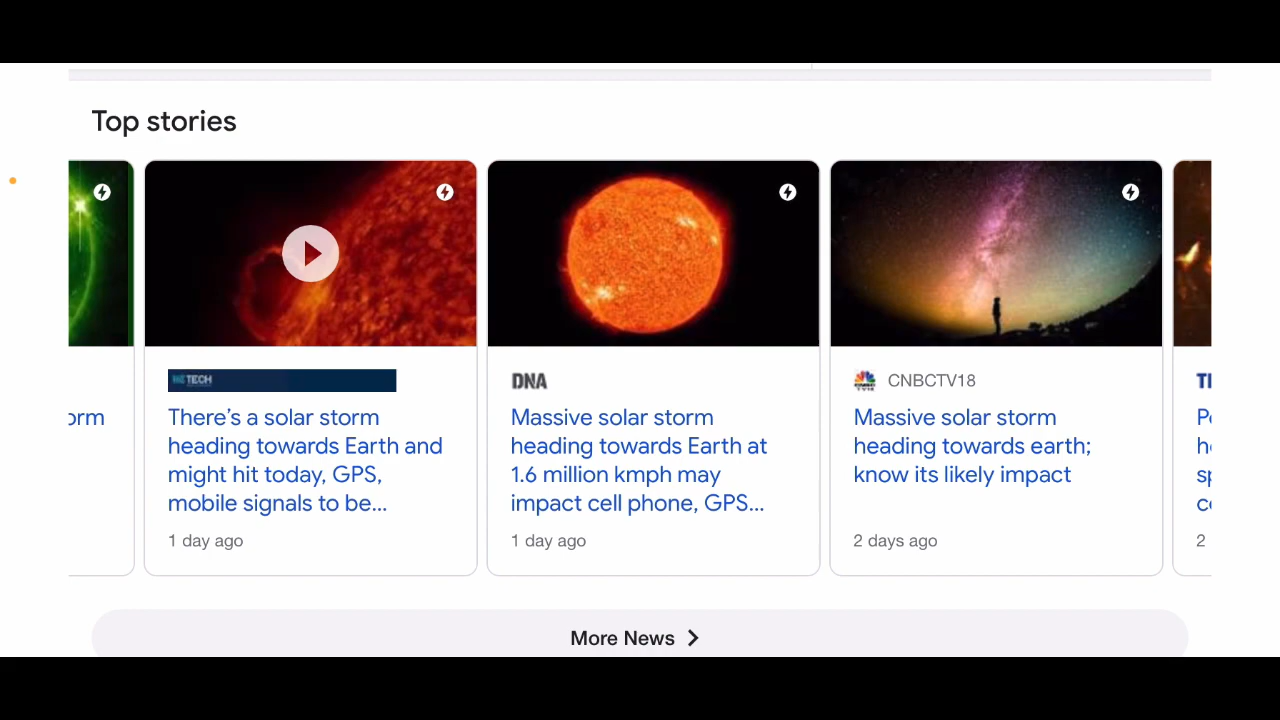 Top stories
orm
TECH
There’s a solar storm
heading towards Earth and
might hit today, GPS,
mobile signals to be...
1 day ago
DNA
Massive solar storm
heading towards Earth at
1.6 million kmph may
impact cell phone, GPS...
1 day ago
CNBCTV18
Massive solar storm
heading towards earth;
know its likely impact
2 days ago
2
More News